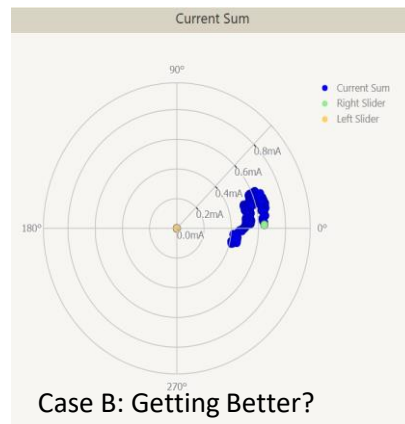 Current Sum
90°
Current Sum
Right Slider
Left Slider
0.8mA
0.6mA
0.4mA
0.2mA
0.0mA
180°
0°
270°
Case B: Getting Better?